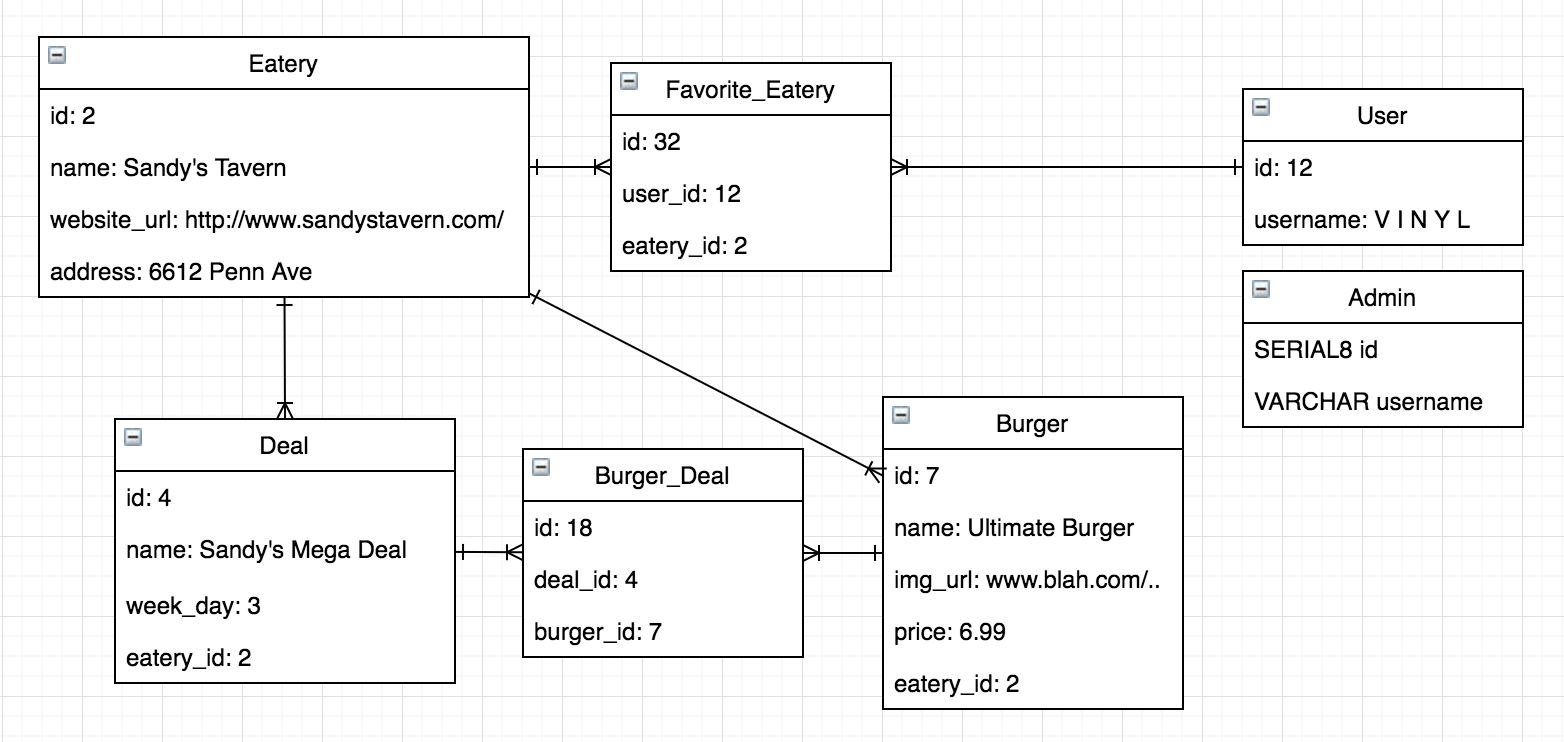 Eatery
id: 2
name: Sandy's Tavern
website_url: http://www.sandystavern.com/
address: 6612 Penn Ave
Favorite_Eatery
id: 32
user_id: 12
eatery_id: 2
User
id: 12
username: V I N Y L
Admin
SERIAL8 id
VARCHAR username
Deal
id: 4
name: Sandy's Mega Deal
week_day: 3
eatery_id: 2
Burger_Deal
id: 18
deal_id: 4
burger_id: 7
Burger
id: 7
name: Ultimate Burger
img_url: www.blah.com/..
price: 6.99
eatery_id: 2